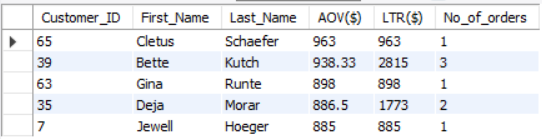 Customer_ID First_Name Last_Name AOV($) LTR($) No_of_orders
65 Cletus Schaefer 963 963 1
39 Bette Kutch 938.33 2815 3
63 Gina Runte 898 898 1
35 Deja Morar 886.5 1773 2
7 Jewell Hoeger 885 885 1